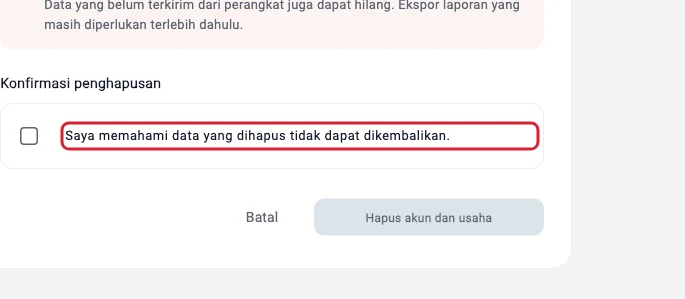 Data yang belum terkirim dari perangkat juga dapat hilang. Ekspor laporan yang
masih diperlukan terlebih dahulu.
Konfirmasi penghapusan
Saya memahami data yang dihapus tidak dapat dikembalikan.
Batal
Hapus akun dan usaha